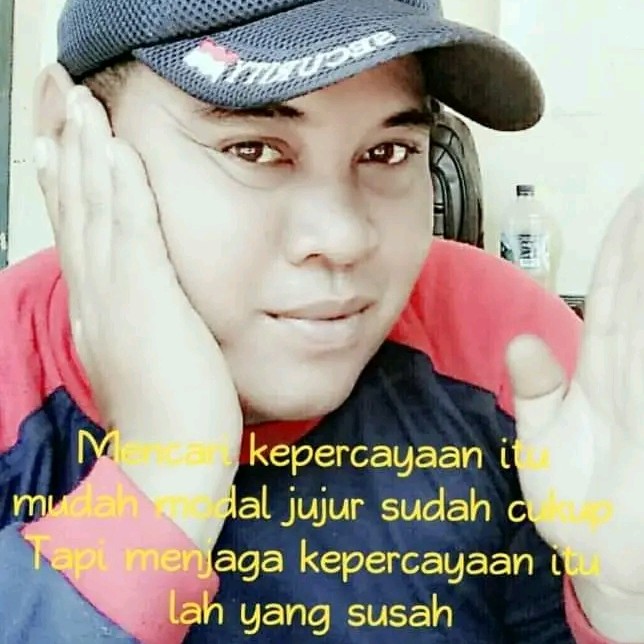 Mencari kepercayaan itu
mudah modal jujur sudah cukup
Tapi menjaga kepercayaan itu
lah yang susah